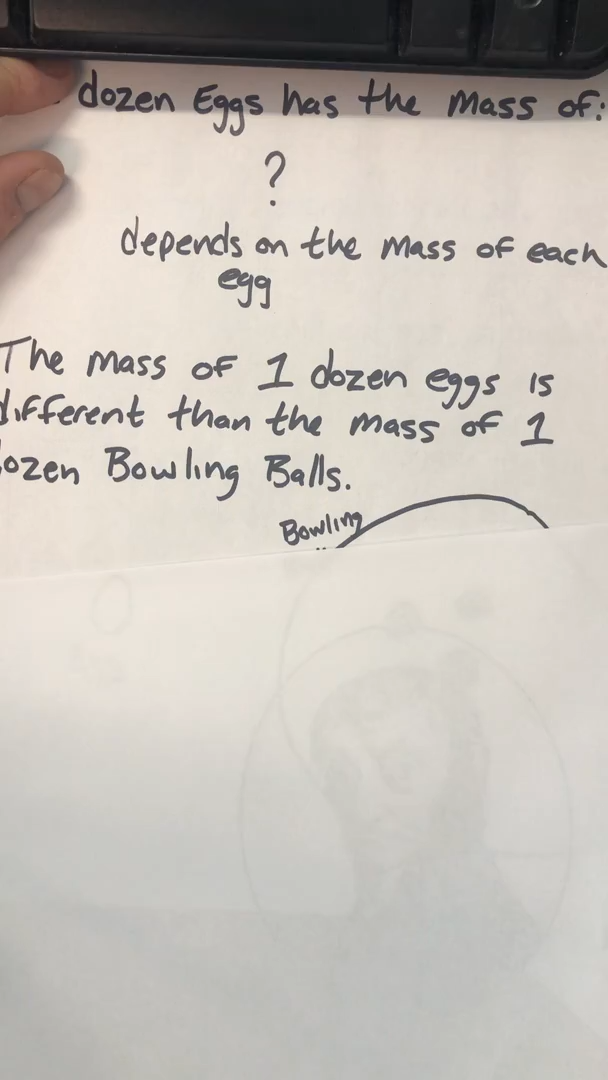 dozen Eggs has the mass of:
?
depends on the mass of each
egg
The mass of 1 dozen eggs is
different than the mass of 1
ozen Bowling Balls.
Bowling